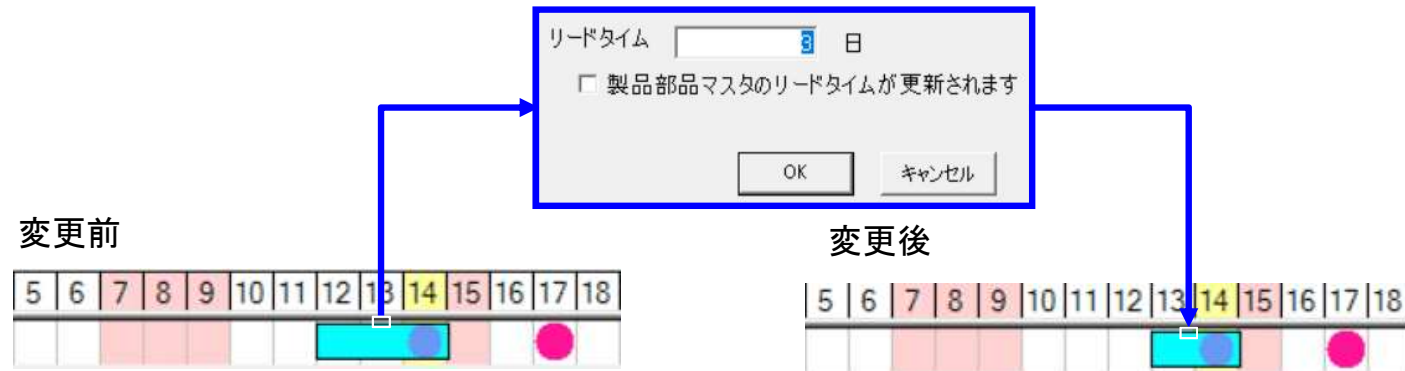 リードタイム 3 日
製品部品マスタのリードタイムが更新されます
OK キャンセル
変更前
変更後
5 6 7 8 9 10 11 12 13 14 15 16 17 18
5 6 7 8 9 10 11 12 13 14 15 16 17 18